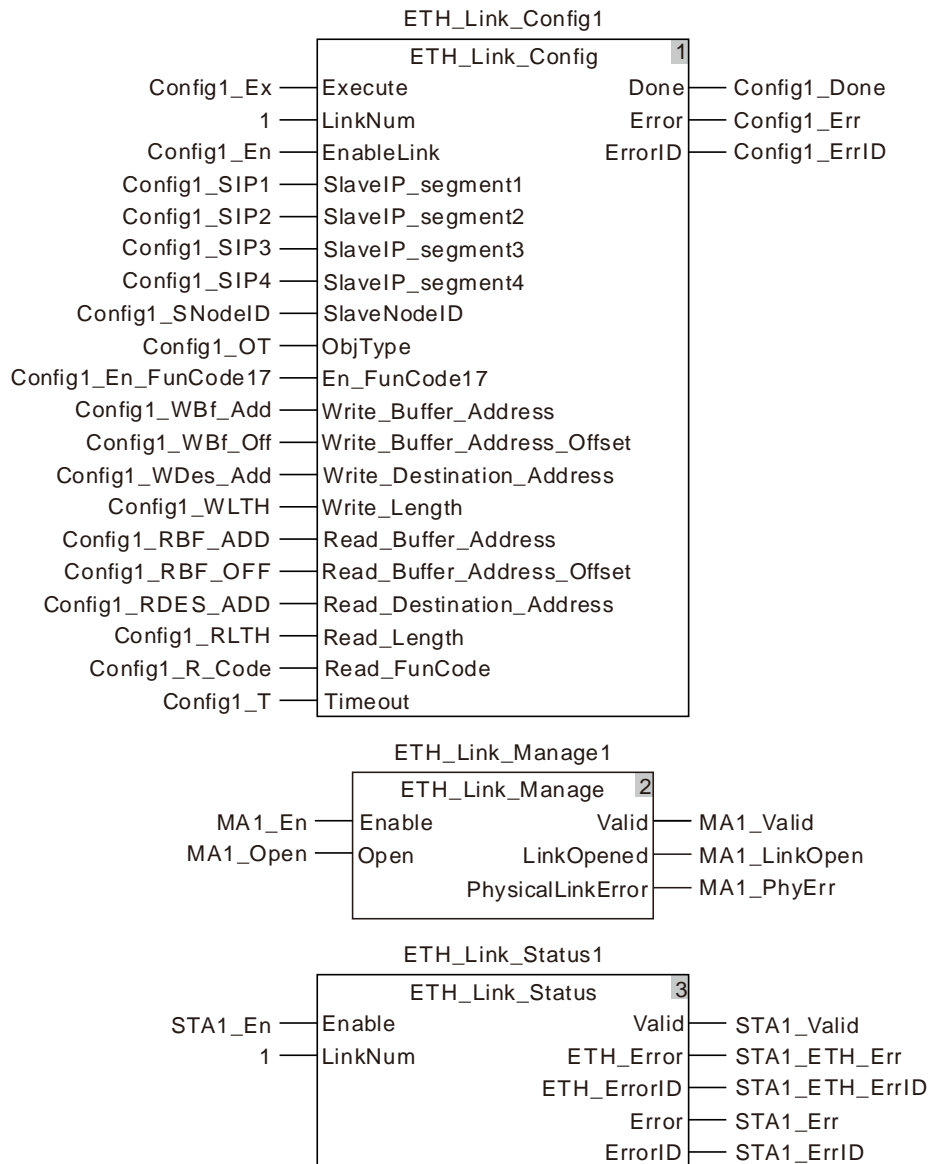 ETH_Link_Config1
ETH_Link_Config 1
Config1_Ex Execute Done Config1_Done
1 LinkNum Error Config1_Err
Config1_En EnableLink ErrorID Config1_ErrID
Config1_SIP1 SlaveIP_segment1
Config1_SIP2 SlaveIP_segment2
Config1_SIP3 SlaveIP_segment3
Config1_SIP4 SlaveIP_segment4
Config1_SNodeID SlaveNodeID
Config1_OT ObjType
Config1_En_FunCode17 En_FunCode17
Config1_WBf_Add Write_Buffer_Address
Config1_WBf_Off Write_Buffer_Address_Offset
Config1_WDes_Add Write_Destination_Address
Config1_WLTH Write_Length
Config1_RBF_ADD Read_Buffer_Address
Config1_RBF_OFF Read_Buffer_Address_Offset
Config1_RDES_ADD Read_Destination_Address
Config1_RLTH Read_Length
Config1_R_Code Read_FunCode
Config1_T Timeout
ETH_Link_Manage1
ETH_Link_Manage 2
MA1_En Enable Valid MA1_Valid
MA1_Open Open LinkOpened MA1_LinkOpen
PhysicalLinkError MA1_PhyErr
ETH_Link_Status1
ETH_Link_Status 3
STA1_En Enable Valid STA1_Valid
1 LinkNum ETH_Error STA1_ETH_Err
ETH_ErrorID STA1_ETH_ErrID
Error STA1_Err
ErrorID STA1_ErrID